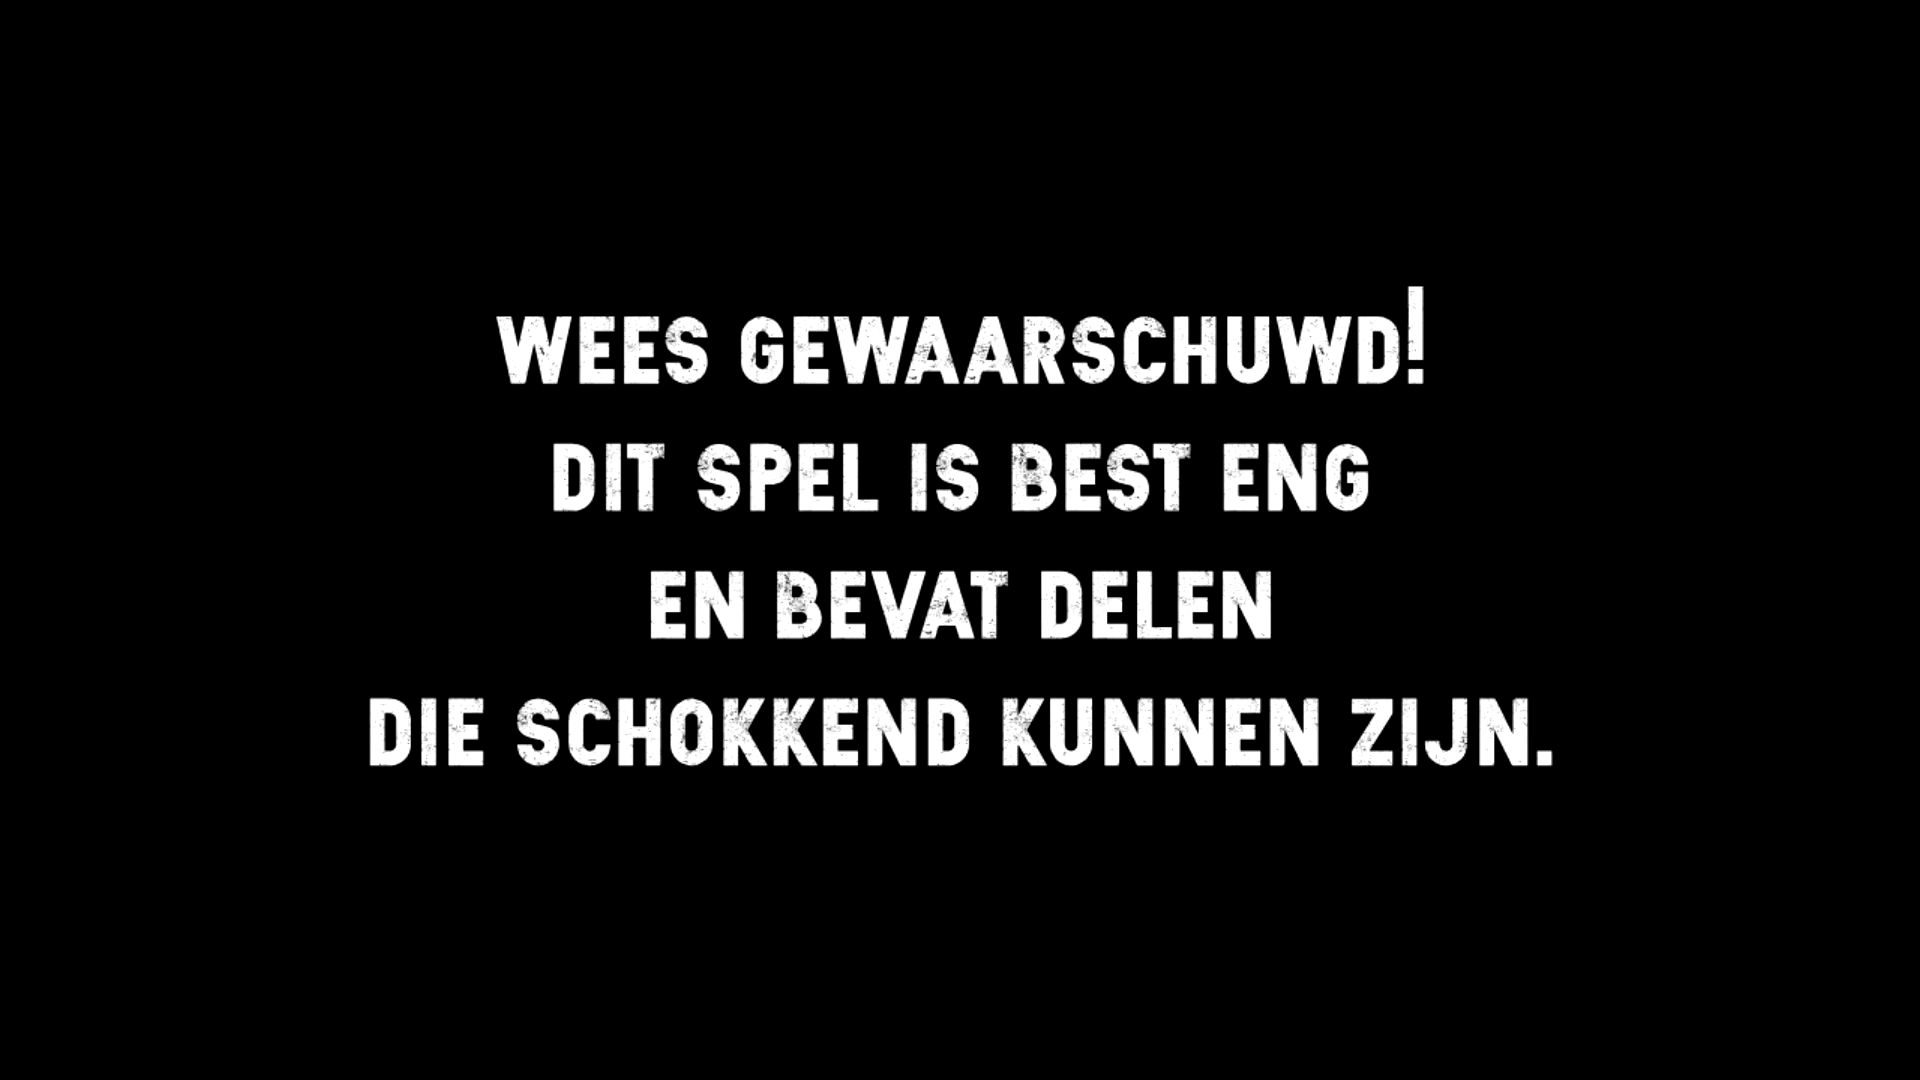 WEES GEWAARSCHUWD!
DIT SPEL IS BEST ENG
EN BEVAT DELEN
DIE SCHOKKEND KUNNEN ZIJN.